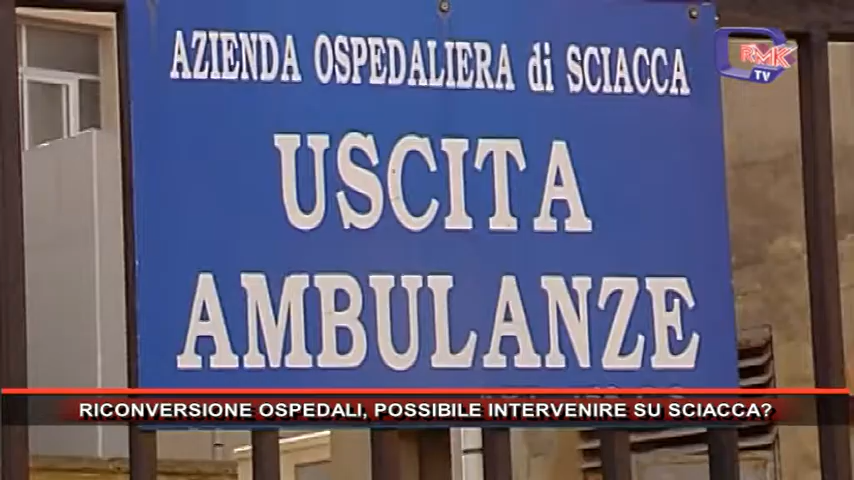 AZIENDA OSPEDALIERA di SCIACCA
RMK
TV
USCITA
AMBULANZE
RICONVERSIONE OSPEDALI, POSSIBILE INTERVENIRE SU SCIACCA?